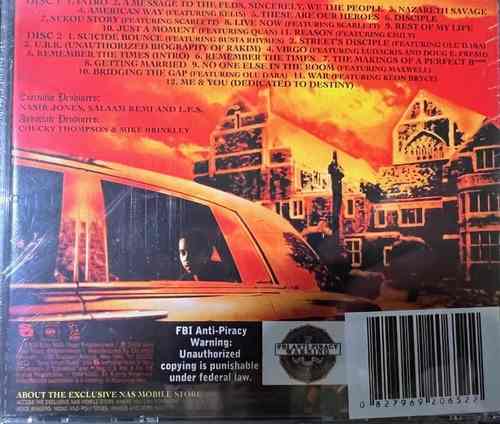 DISC 1 1. INTRO 2. A MESSAGE TO THE FEDS, SINCERELY, WE THE PEOPLE 3. NAZARETH SAVAGE
4. AMERICAN WAY (FEATURING KELIS) 5. THESE ARE OUR HEROES 6. DISCIPLE
7. SEKOU STORY (FEATURING SCARLETT) 8. LIVE NOW (FEATURING SCARLETT) 9. REST OF MY LIFE
10. JUST A MOMENT (FEATURING QUAN) 11. REASON (FEATURING EMILY)
DISC 2 1. SUICIDE BOUNCE (FEATURING BUSTA RHYMES) 2. STREET'S DISCIPLE (FEATURING OLU DARA)
3. U.B.R. (UNAUTHORIZED BIOGRAPHY OF RAKIM) 4. VIRGO (FEATURING LUDACRIS AND DOUG E. FRESH)
5. REMEMBER THE TIMES (INTRO) 6. REMEMBER THE TIMES 7. THE MAKINGS OF A PERFECT B****
8. GETTING MARRIED 9. NO ONE ELSE IN THE ROOM (FEATURING MAXWELL)
10. BRIDGING THE GAP (FEATURING OLU DARA) 11. WAR (FEATURING KEON BRYCE)
12. ME & YOU (DEDICATED TO DESTINY)
Executive Producers:
NASIR JONES, SALAAM REMI AND L.E.S.
Associate Producers:
CHUCKY THOMPSON & MIKE BRINKLEY
FBI Anti-Piracy
Warning:
Unauthorized
copying is punishable
under federal law.
FBI ANTI-PIRACY
WARNING
0 827969 206522
ABOUT THE EXCLUSIVE NAS MOBILE STORE